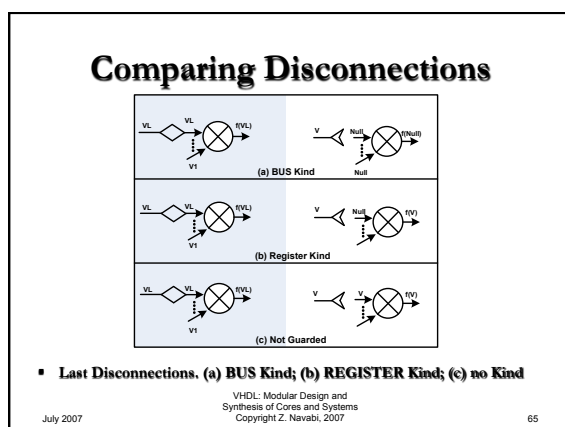 Comparing Disconnections
VL VL f(VL) V Null f(Null)
V1 Null
(a) BUS Kind
VL VL f(VL) V Null f(V)
V1
(b) Register Kind
VL VL f(VL) V V f(V)
V1
(c) Not Guarded
▪ Last Disconnections. (a) BUS Kind; (b) REGISTER Kind; (c) no Kind
VHDL: Modular Design and
Synthesis of Cores and Systems
July 2007 Copyright Z. Navabi, 2007 65